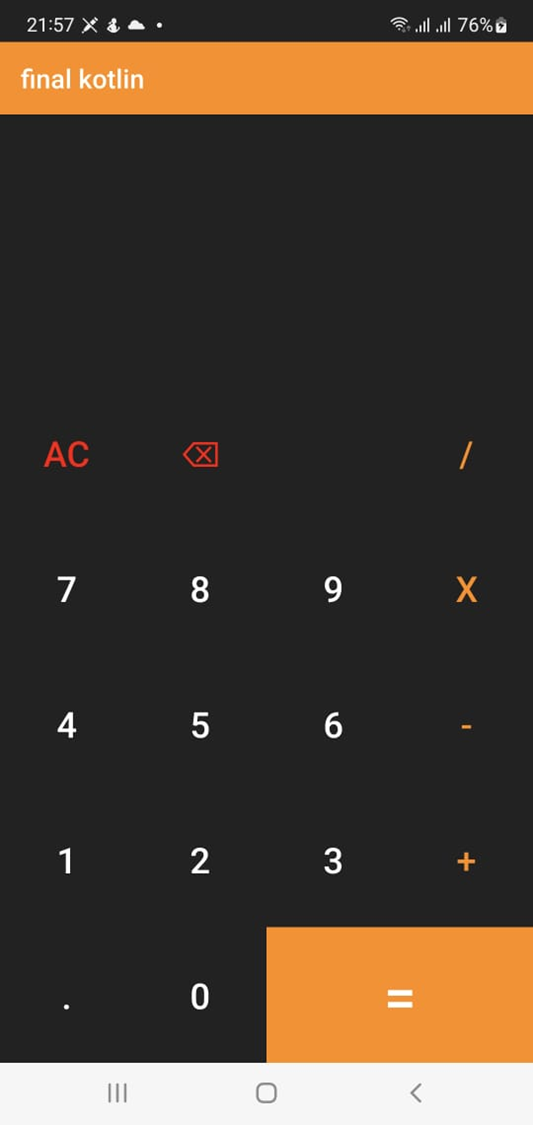 21:57 76%
final kotlin
AC /
7 8 9 X
4 5 6 -
1 2 3 +
. 0 =